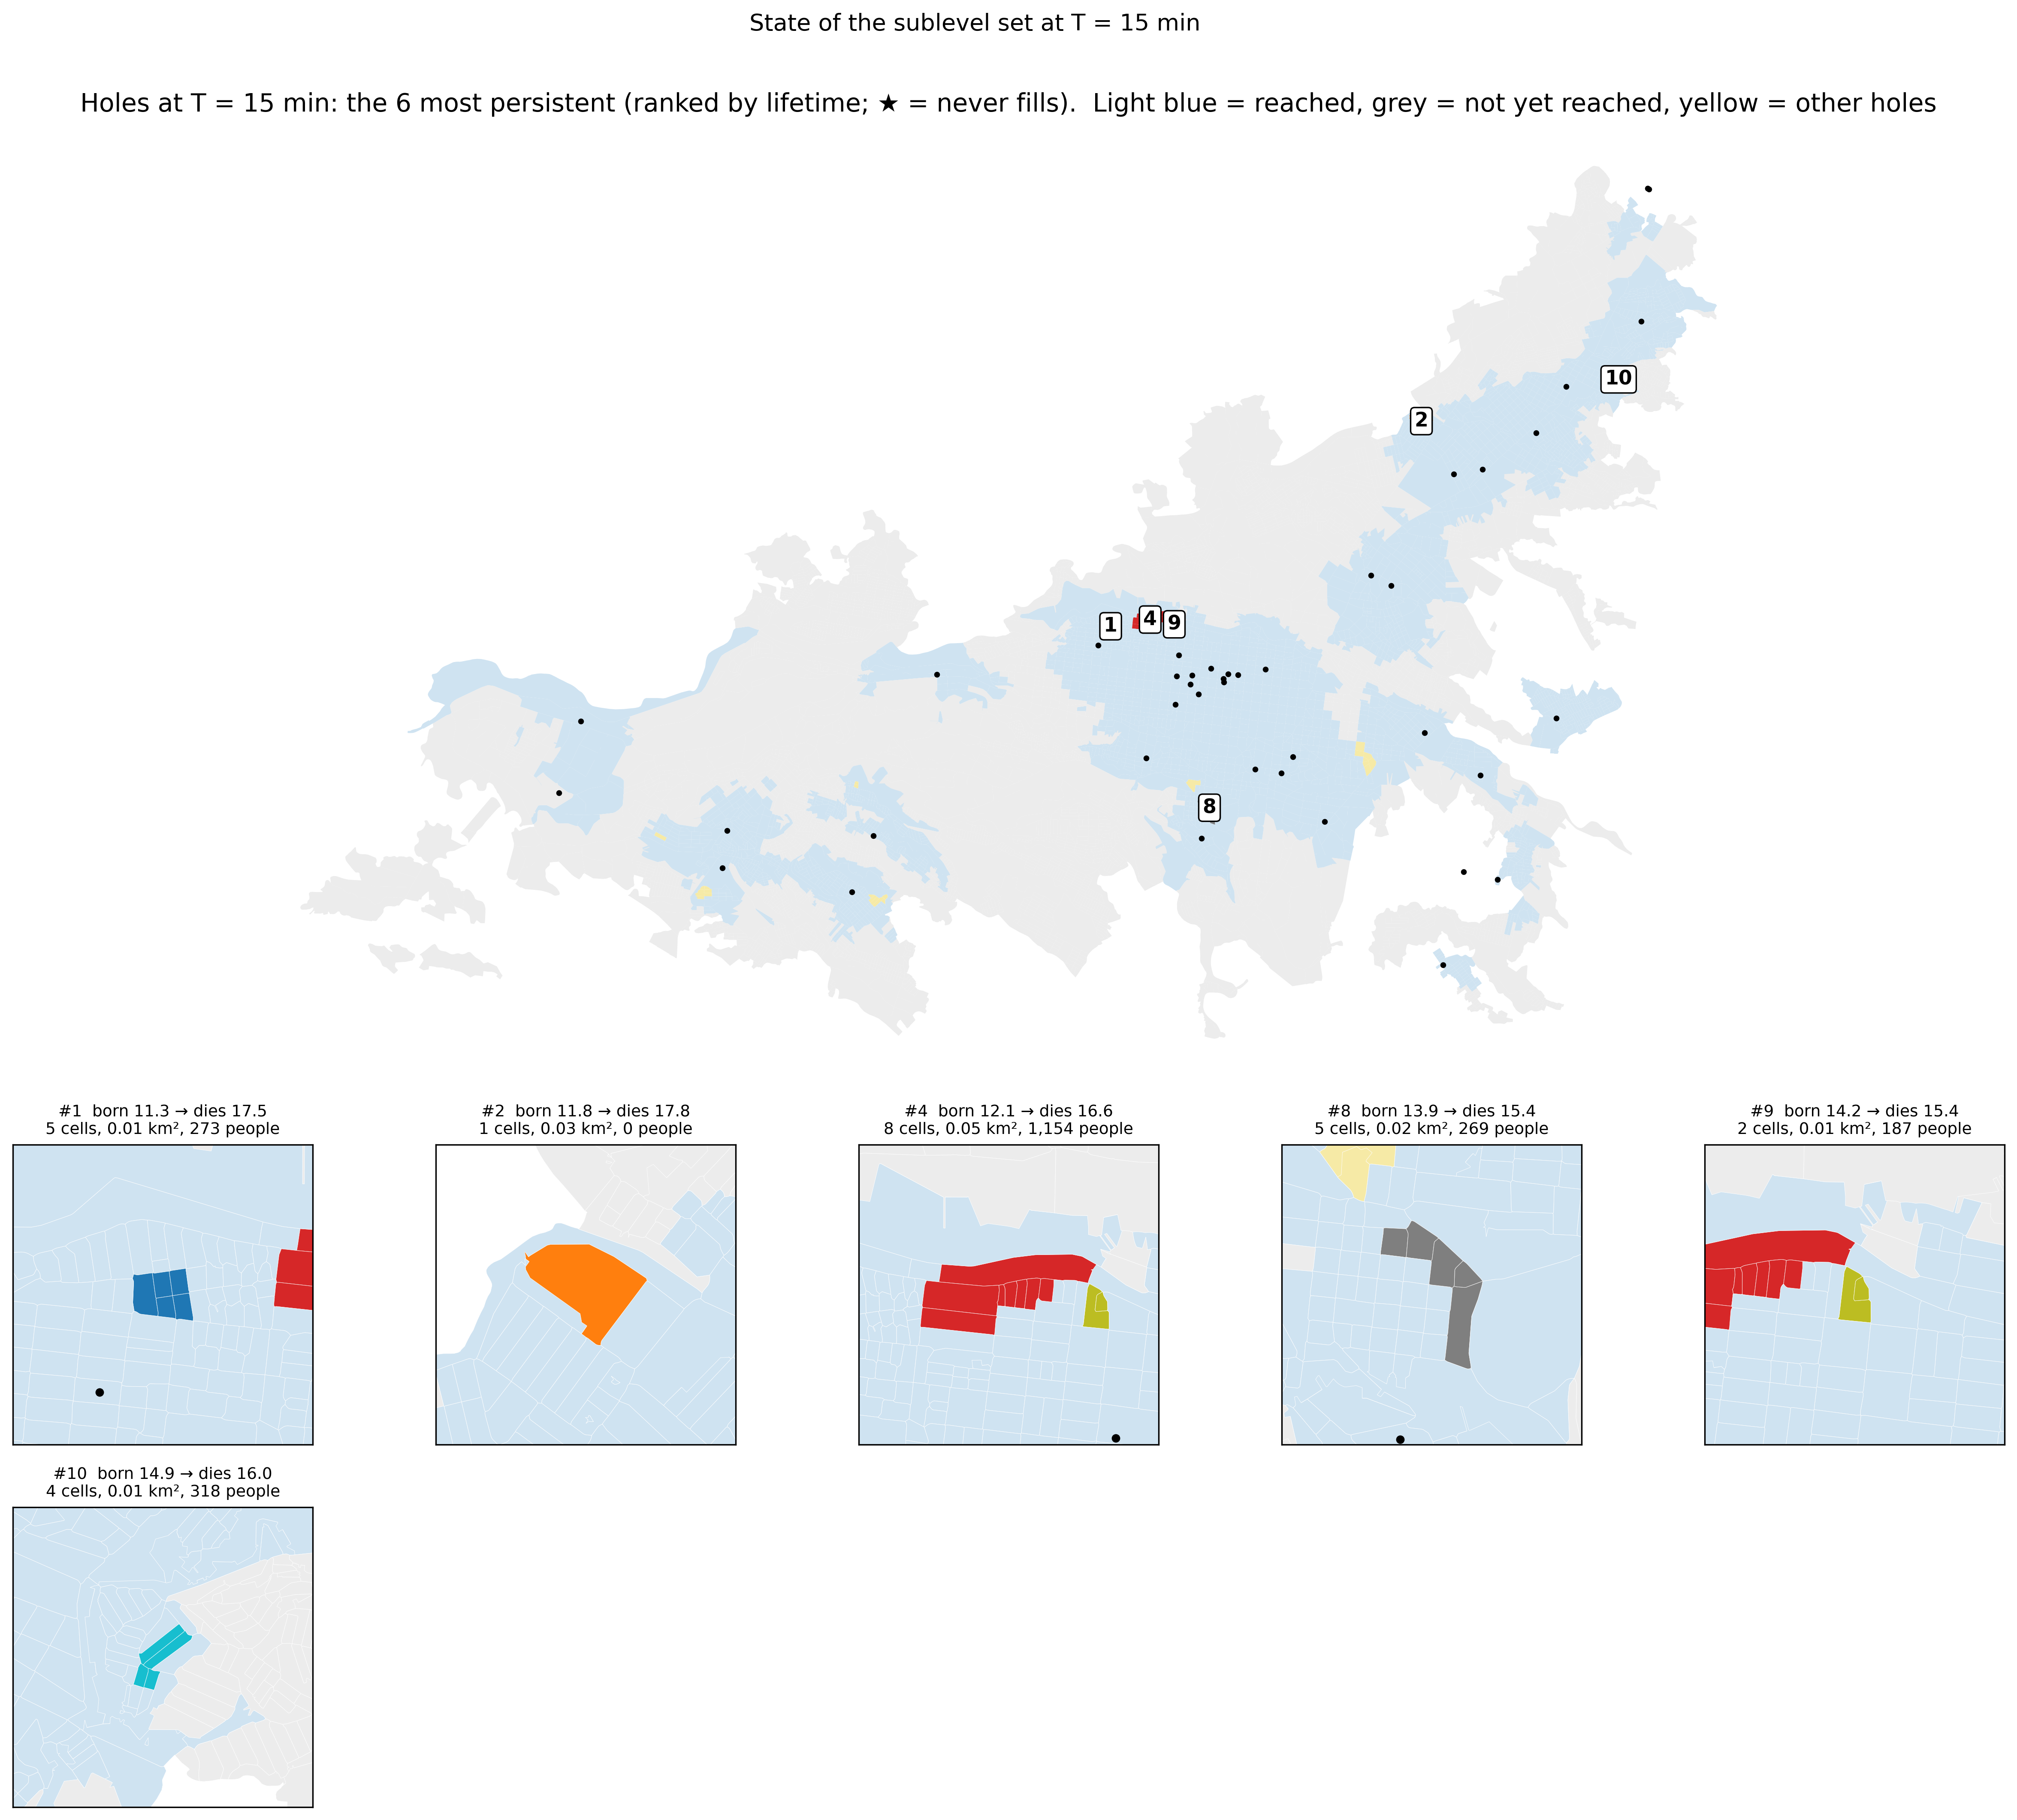 State of the sublevel set at T = 15 min
Holes at T = 15 min: the 6 most persistent (ranked by lifetime; ★ = never fills).  Light blue = reached, grey = not yet reached, yellow = other holes
10
2
1
4
9
8
#1  born 11.3 → dies 17.5
5 cells, 0.01 km², 273 people
#2  born 11.8 → dies 17.8
1 cells, 0.03 km², 0 people
#4  born 12.1 → dies 16.6
8 cells, 0.05 km², 1,154 people
#8  born 13.9 → dies 15.4
5 cells, 0.02 km², 269 people
#9  born 14.2 → dies 15.4
2 cells, 0.01 km², 187 people
#10  born 14.9 → dies 16.0
4 cells, 0.01 km², 318 people